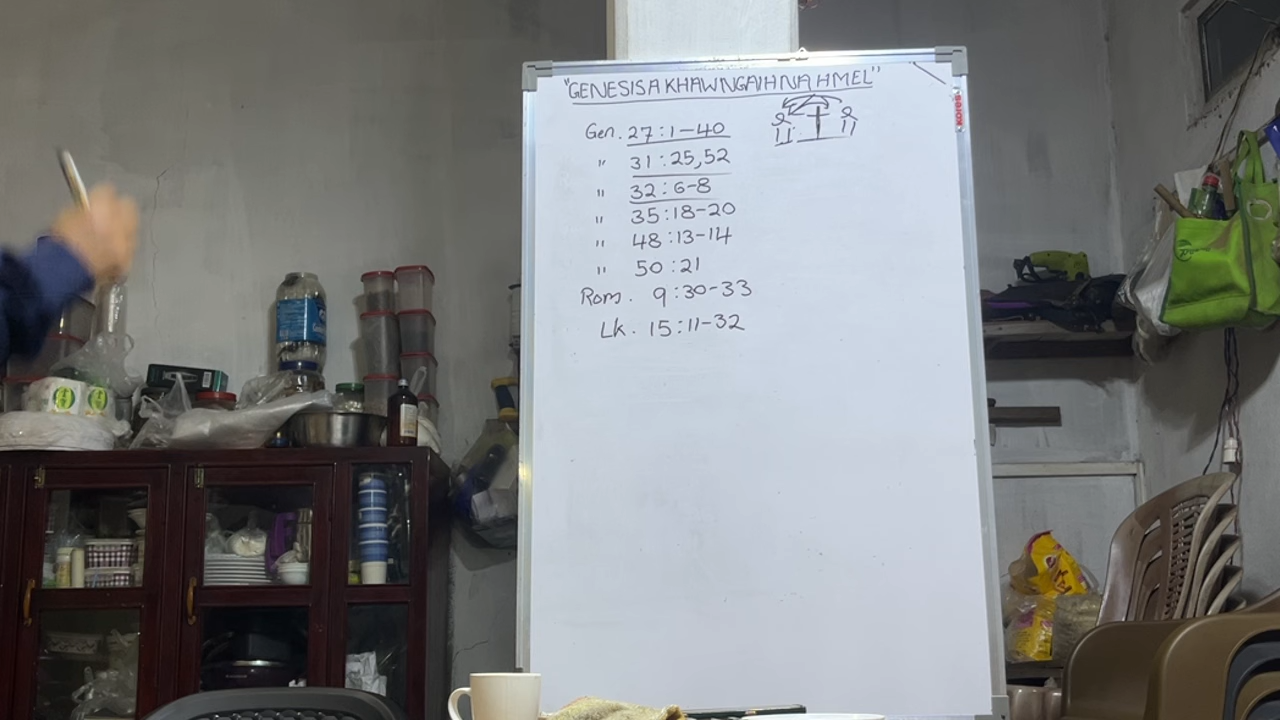 "GENESISA KHAWNGAIHNA HMEL"
Gen. 27:1-40
" 31:25,52
" 32:6-8
" 35:18-20
" 48:13-14
" 50:21
Rom. 9:30-33
Lk. 15:11-32
KORES